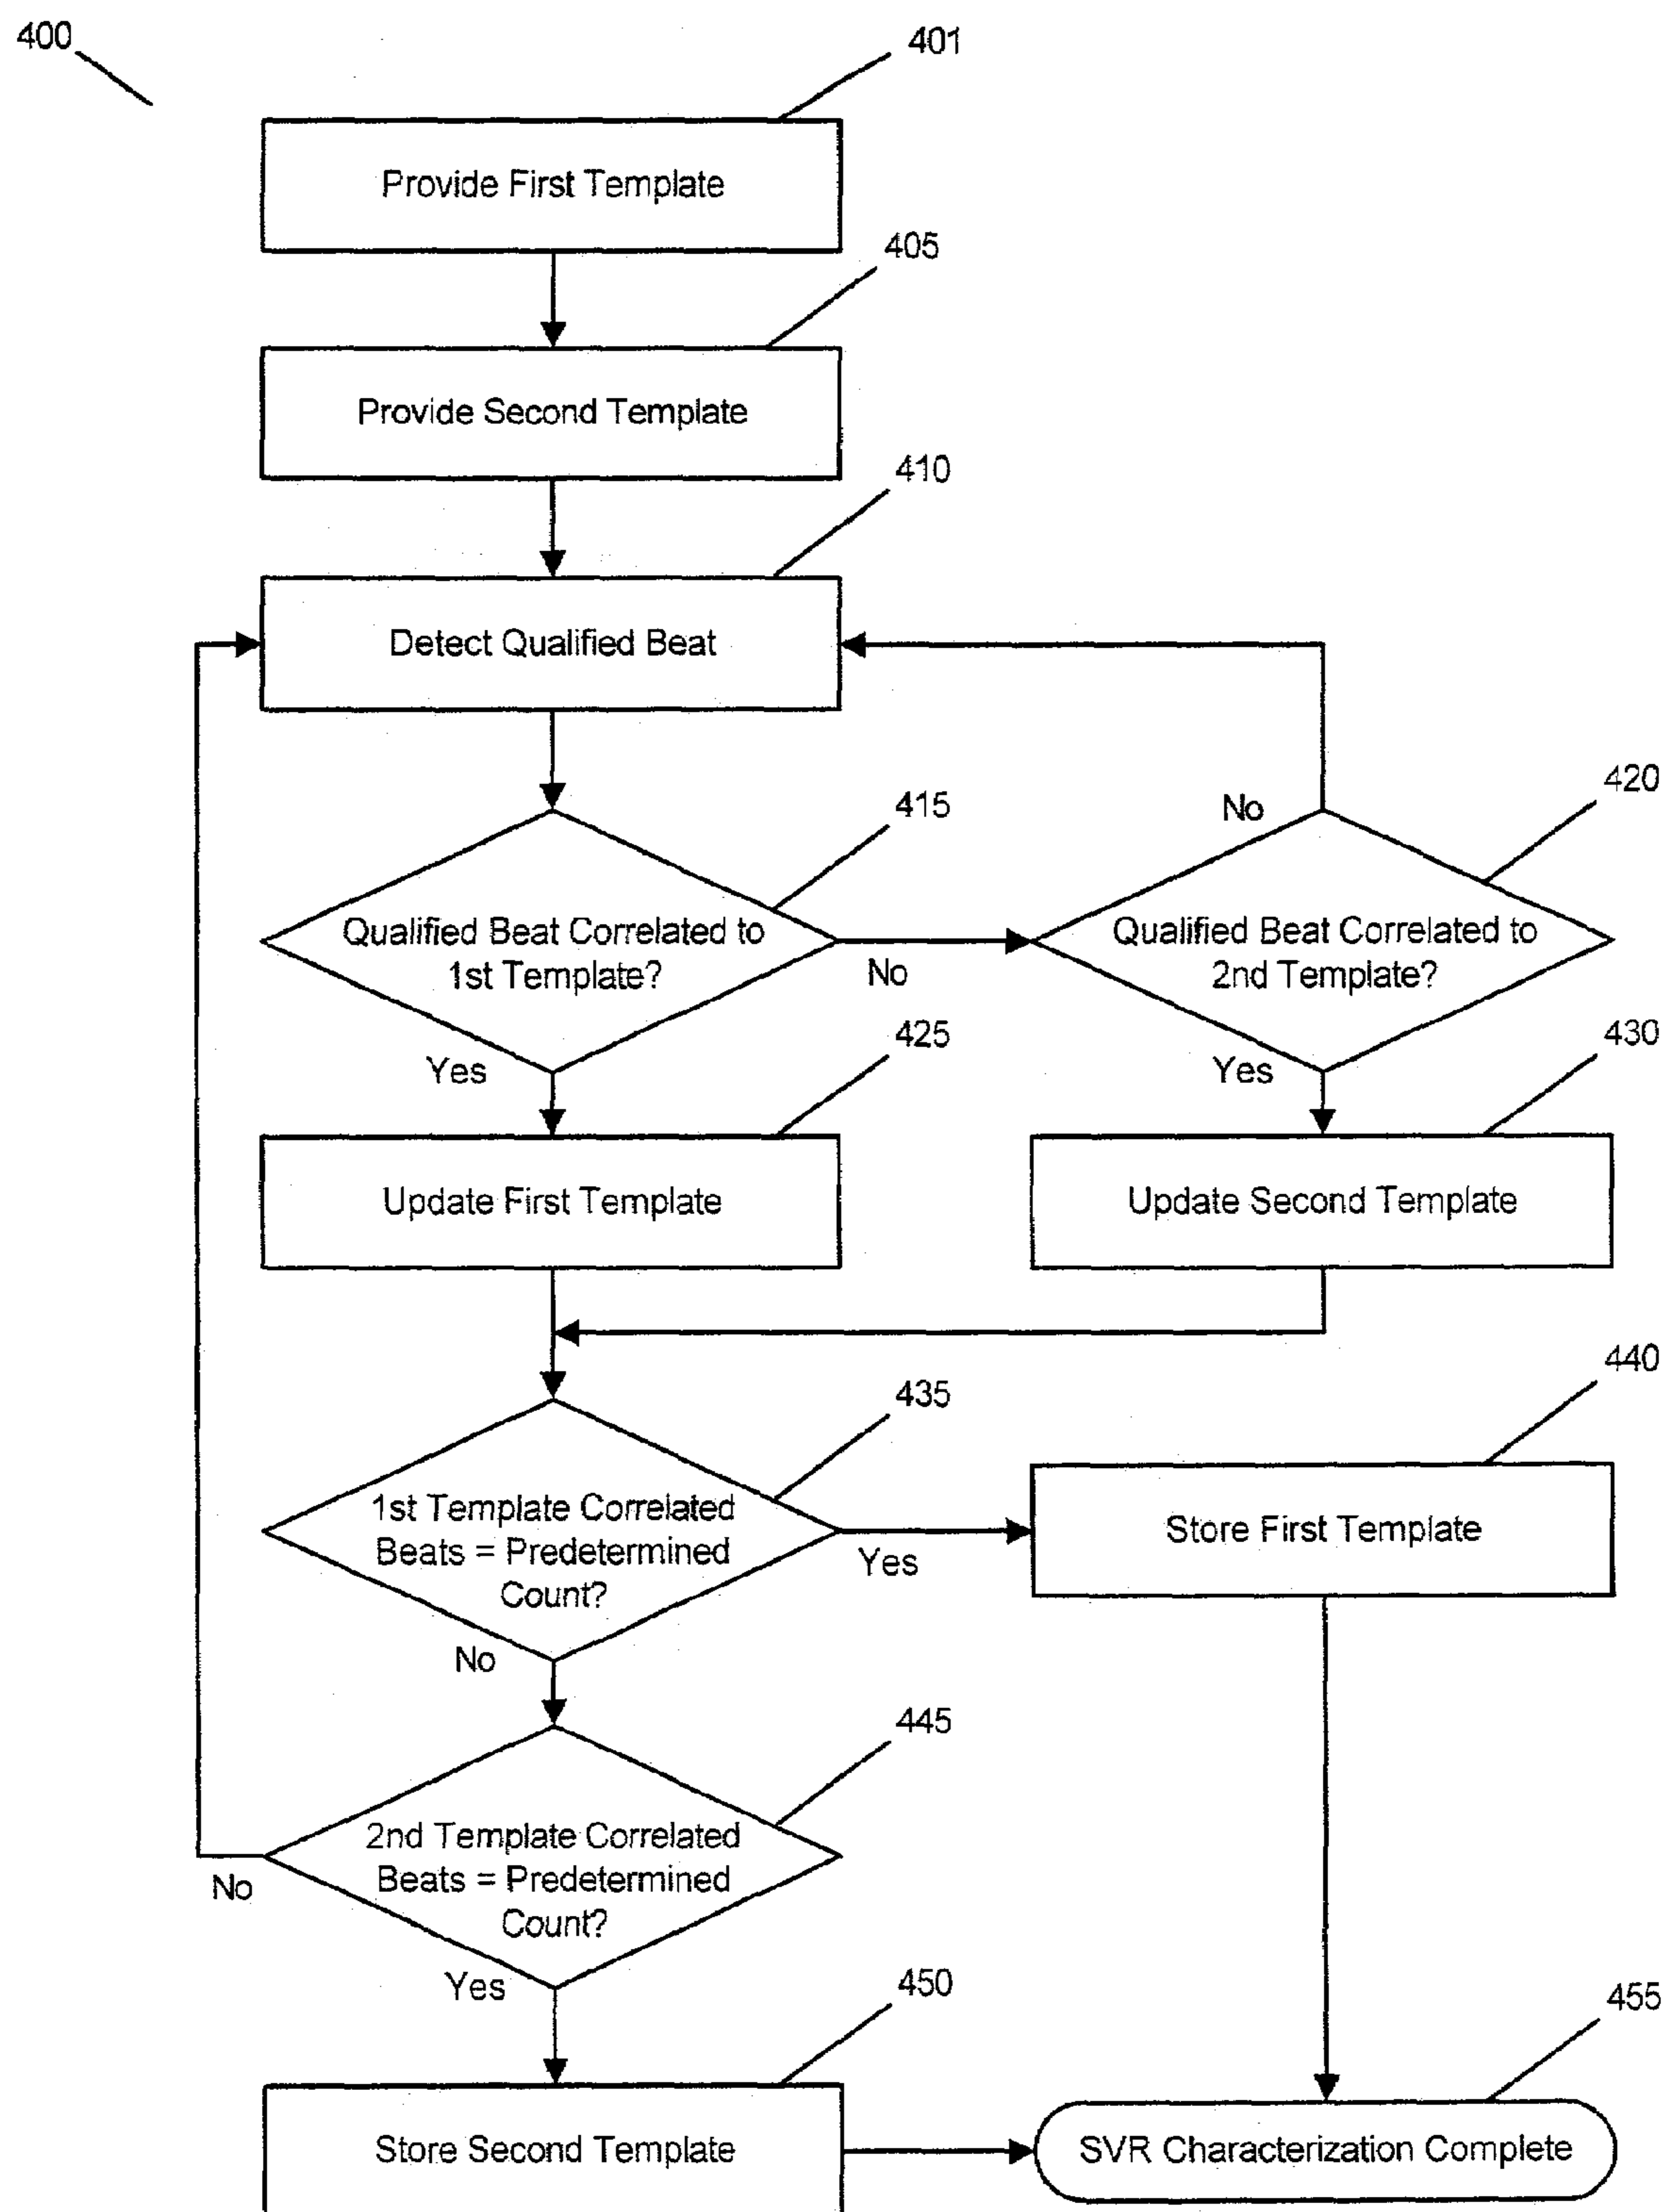 400
401
Provide First Template
405
Provide Second Template
410
Detect Qualified Beat
415
420
No
Qualified Beat Correlated to
1st Template?
No
Qualified Beat Correlated to
2nd Template?
Yes
425
Yes
430
Update First Template
Update Second Template
435
440
1st Template Correlated
Beats = Predetermined
Count?
Yes
Store First Template
No
445
2nd Template Correlated
Beats = Predetermined
Count?
No
Yes
450
455
Store Second Template
SVR Characterization Complete